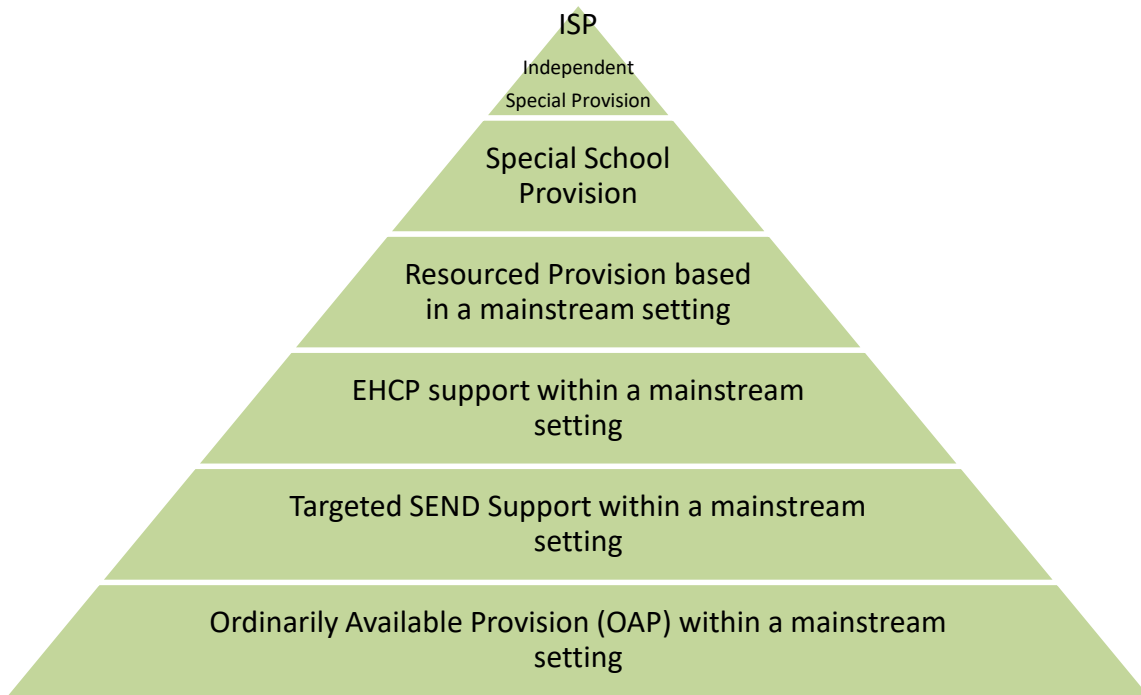 ISP
Independent
Special Provision
Special School
Provision
Resourced Provision based
in a mainstream setting
EHCP support within a mainstream
setting
Targeted SEND Support within a mainstream
setting
Ordinarily Available Provision (OAP) within a mainstream
setting